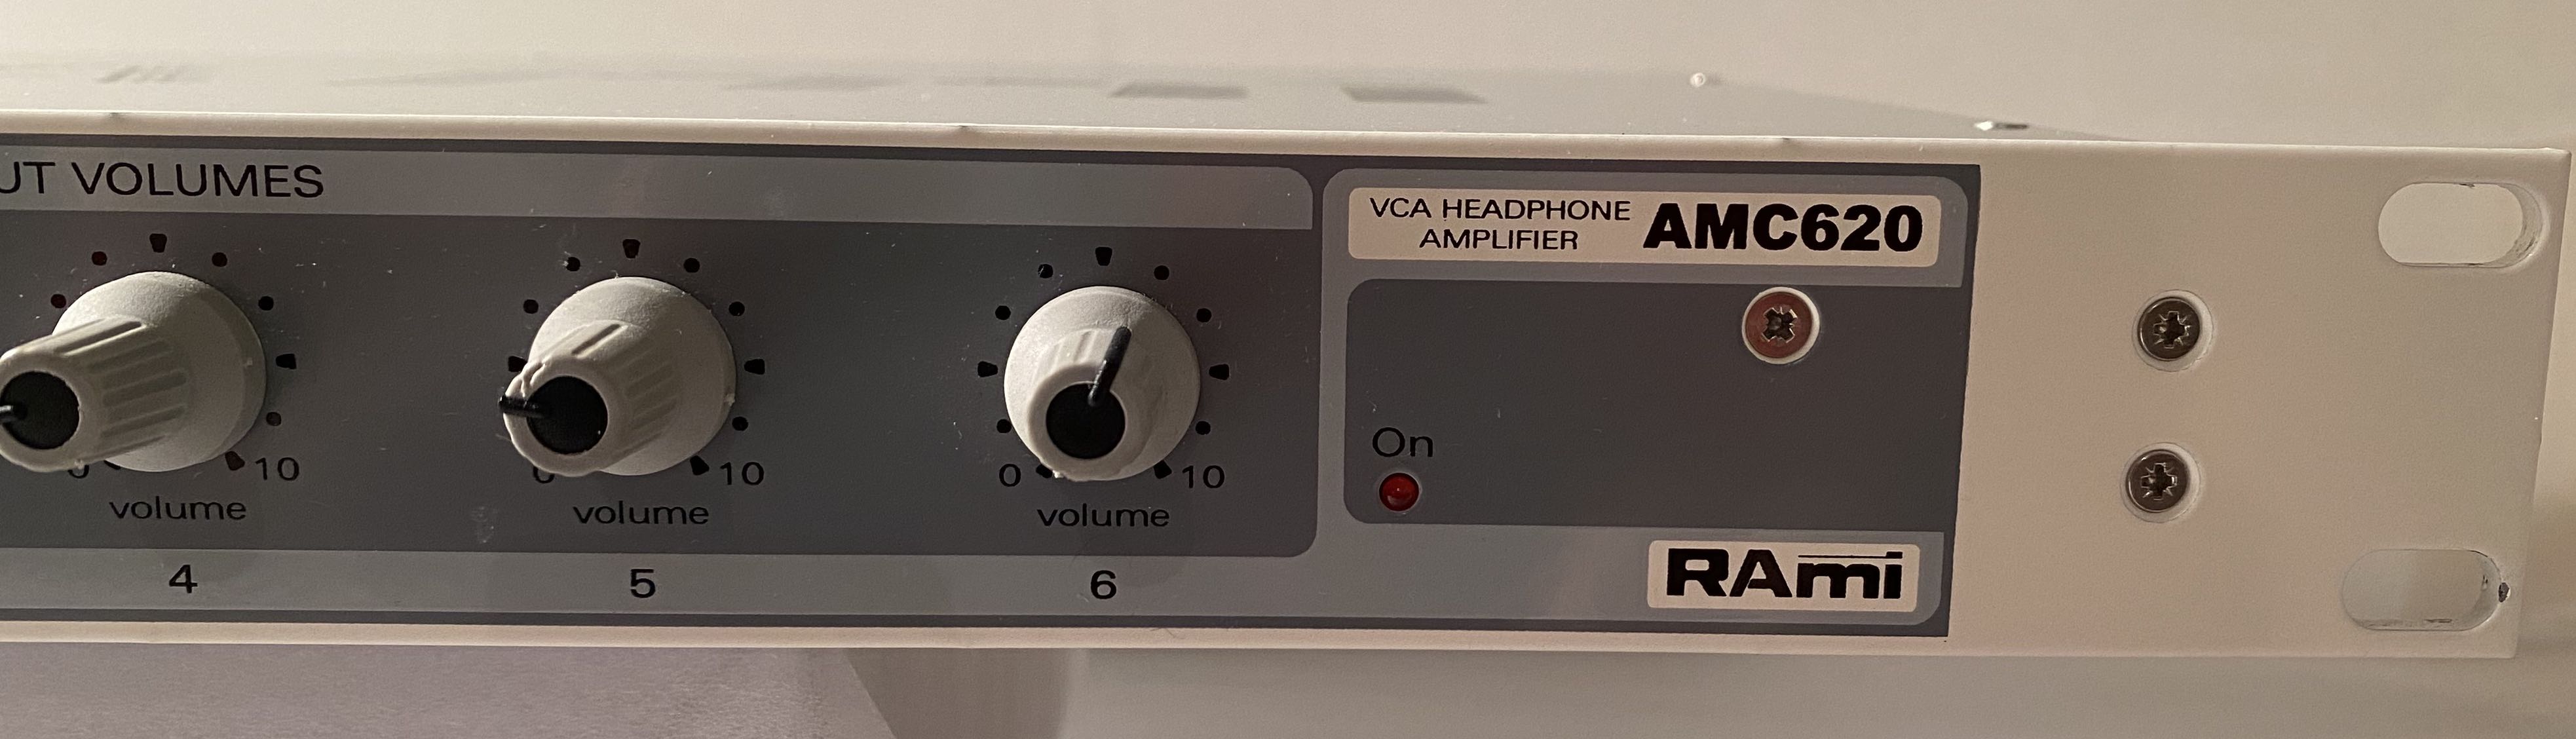 UT VOLUMES
VCA HEADPHONE
AMPLIFIER
AMC620
On
0 10
0 10
0 10
volume
volume
volume
4
5
6
RAmi